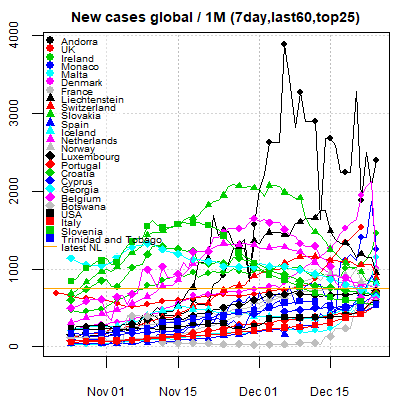 New cases global / 1M (7day,last60,top25)
4000
3000
2000
1000
0
Andorra
UK
Ireland
Monaco
Malta
Denmark
France
Liechtenstein
Switzerland
Slovakia
Spain
Iceland
Netherlands
Norway
Luxembourg
Portugal
Croatia
Cyprus
Georgia
Belgium
Botswana
USA
Italy
Slovenia
Trinidad and Tobago
latest NL
Nov 01 Nov 15 Dec 01 Dec 15